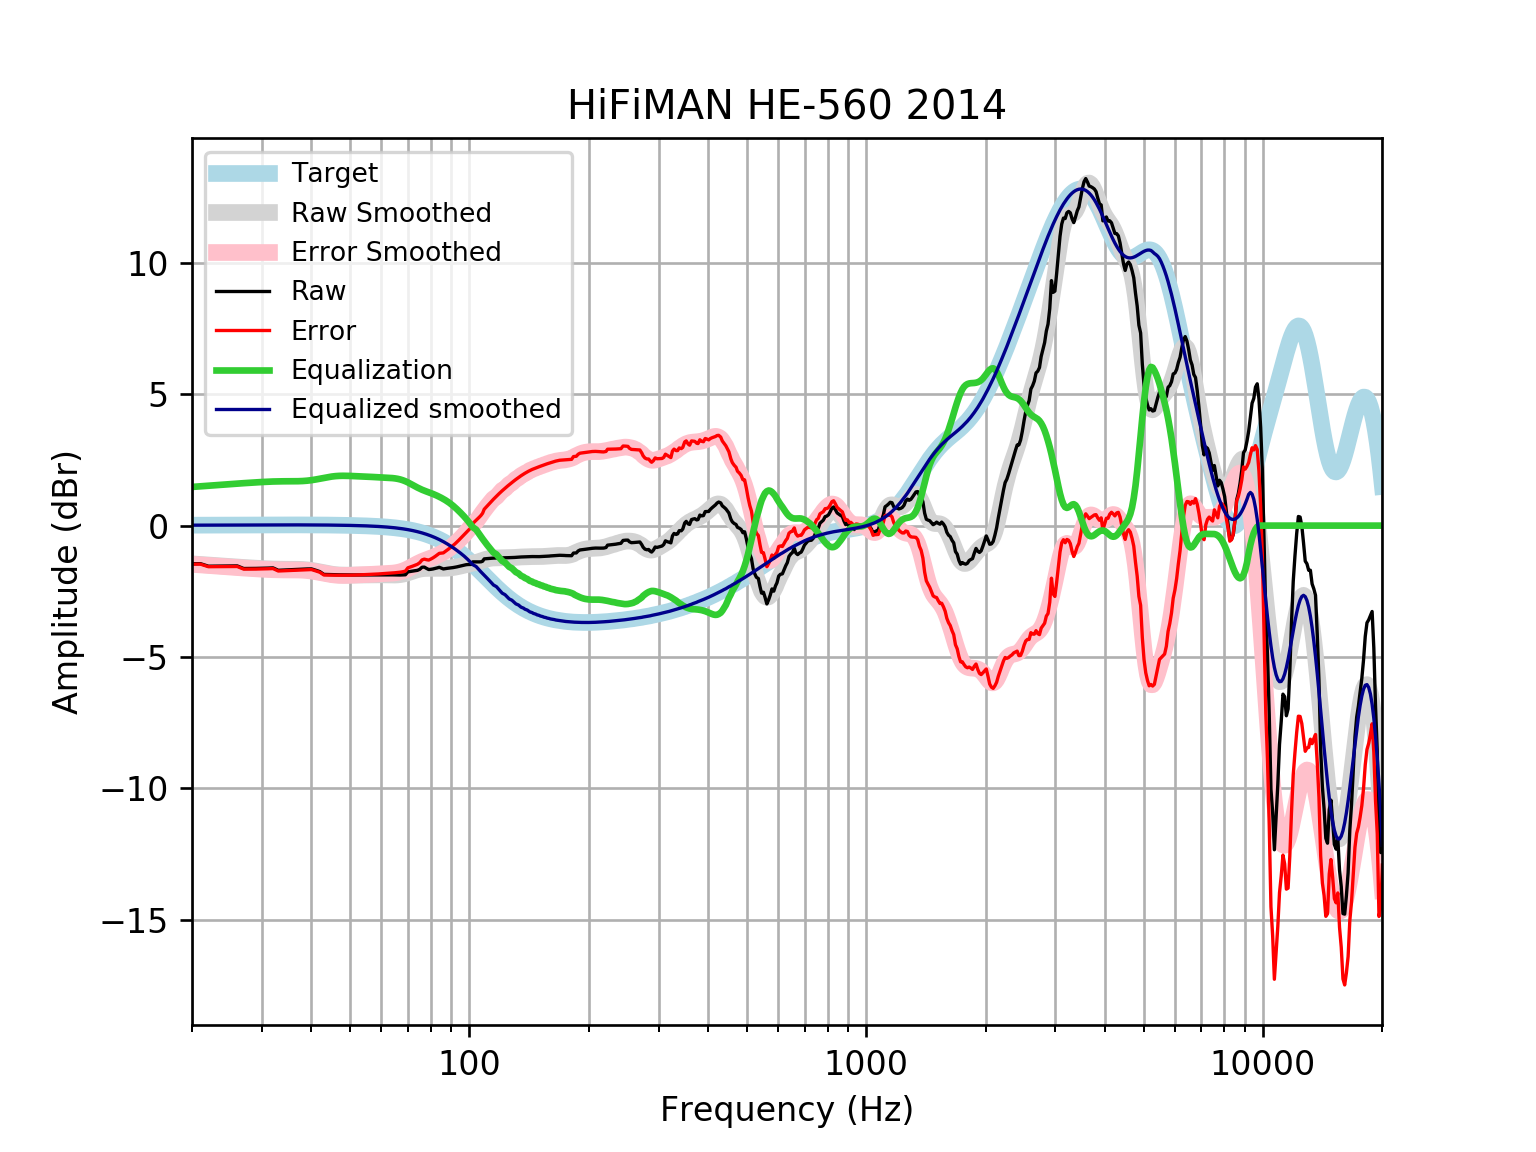 HiFiMAN HE-560 2014
Target
Raw Smoothed
Error Smoothed
Raw
Error
Equalization
Equalized smoothed
10
5
0
−5
−10
−15
Amplitude (dBr)
100 1000 10000
Frequency (Hz)